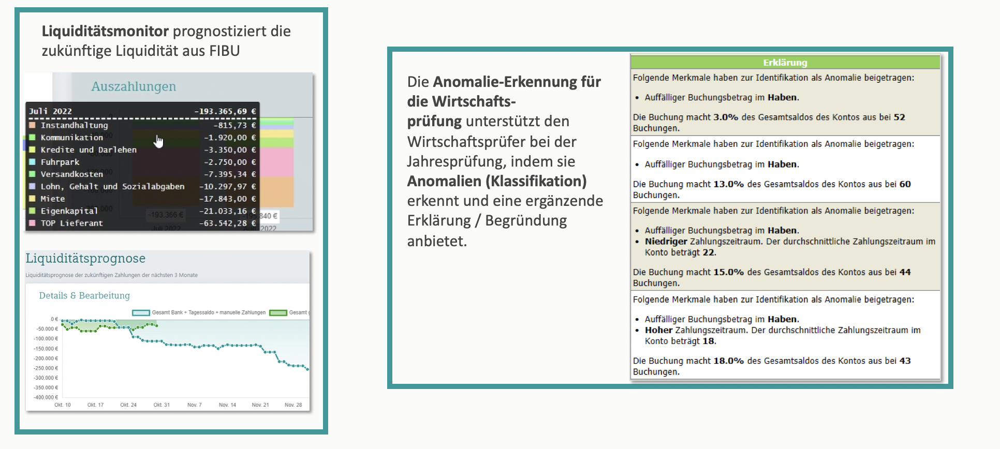 Liquiditätsmonitor prognostiziert die
zukünftige Liquidität aus FIBU
Auszahlungen
Juli 2022 -193.365,69 €
Instandhaltung -815,73 €
Kommunikation -1.920,00 €
Kredite und Darlehen -3.350,00 €
Fuhrpark -2.750,00 €
Versandkosten -7.395,34 €
Lohn, Gehalt und Sozialabgaben -10.297,97 €
Miete -17.843,00 €
Eigenkapital -21.033,16 €
TOP Lieferant -63.542,28 €
-193.366 €
840 €
Juli 2022
2022
Liquiditätsprognose
Liquiditätsprognose der zukünftigen Zahlungen der nächsten 3 Monate
Details & Bearbeitung
Gesamt Bank + Tagessaldo + manuelle Zahlungen Gesamt
0 €
-50.000 €
-100.000 €
-150.000 €
-200.000 €
-250.000 €
-300.000 €
-350.000 €
-400.000 €
Okt. 10 Okt. 17 Okt. 24 Okt. 31 Nov. 7 Nov. 14 Nov. 21 Nov. 28
Die Anomalie-Erkennung für
die Wirtschafts-
prüfung unterstützt den
Wirtschaftsprüfer bei der
Jahresprüfung, indem sie
Anomalien (Klassifikation)
erkennt und eine ergänzende
Erklärung / Begründung
anbietet.
Erklärung
Folgende Merkmale haben zur Identifikation als Anomalie beigetragen:
• Auffälliger Buchungsbetrag im Haben.
Die Buchung macht 3.0% des Gesamtsaldos des Kontos aus bei 52
Buchungen.
Folgende Merkmale haben zur Identifikation als Anomalie beigetragen:
• Auffälliger Buchungsbetrag im Haben.
Die Buchung macht 13.0% des Gesamtsaldos des Kontos aus bei 60
Buchungen.
Folgende Merkmale haben zur Identifikation als Anomalie beigetragen:
• Auffälliger Buchungsbetrag im Haben.
• Niedriger Zahlungszeitraum. Der durchschnittliche Zahlungszeitraum im
Konto beträgt 22.
Die Buchung macht 15.0% des Gesamtsaldos des Kontos aus bei 44
Buchungen.
Folgende Merkmale haben zur Identifikation als Anomalie beigetragen:
• Auffälliger Buchungsbetrag im Haben.
• Hoher Zahlungszeitraum. Der durchschnittliche Zahlungszeitraum im
Konto beträgt 18.
Die Buchung macht 18.0% des Gesamtsaldos des Kontos aus bei 43
Buchungen.